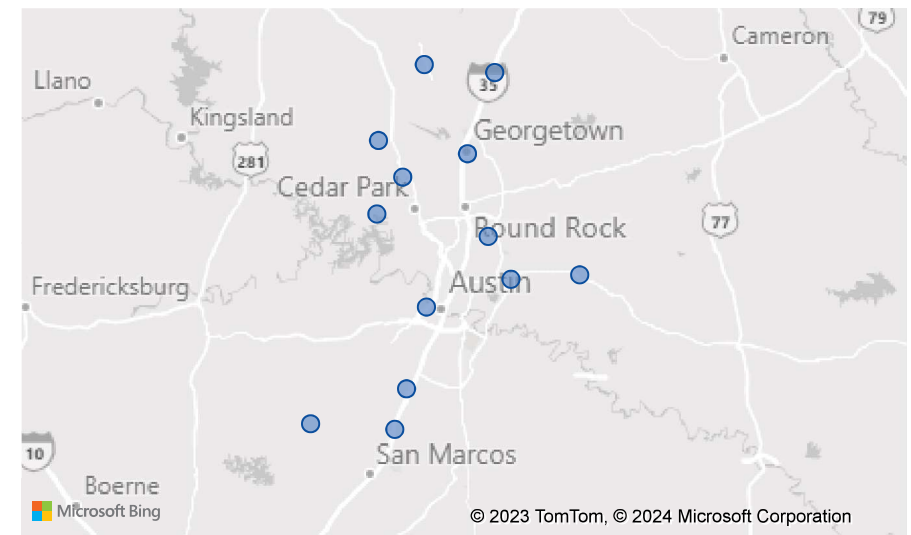 79
Cameron
Llano
35
Kingsland
Georgetown
281
Cedar Park
77
Round Rock
Fredericksburg
Austin
10
San Marcos
Boerne
Microsoft Bing
© 2023 TomTom, © 2024 Microsoft Corporation